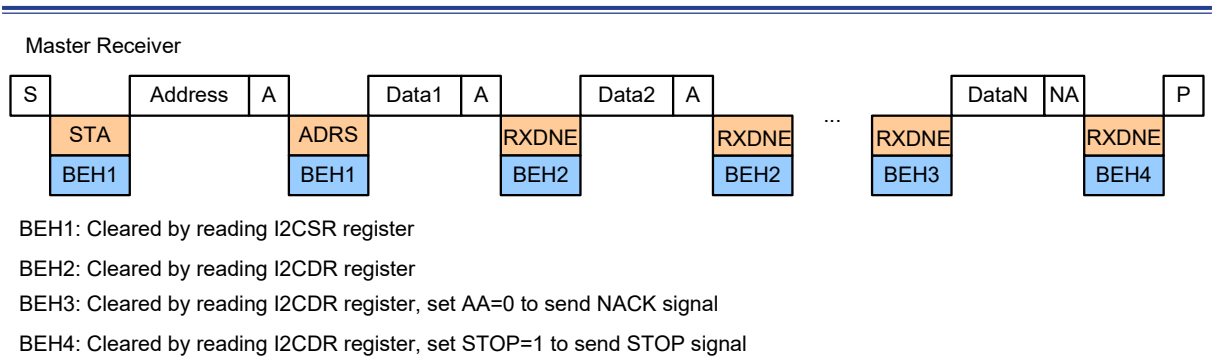 Master Receiver
S Address A Data1 A Data2 A ... DataN NA P
STA ADRS RXDNE RXDNE RXDNE RXDNE
BEH1 BEH1 BEH2 BEH2 BEH3 BEH4
BEH1: Cleared by reading I2CSR register
BEH2: Cleared by reading I2CDR register
BEH3: Cleared by reading I2CDR register, set AA=0 to send NACK signal
BEH4: Cleared by reading I2CDR register, set STOP=1 to send STOP signal